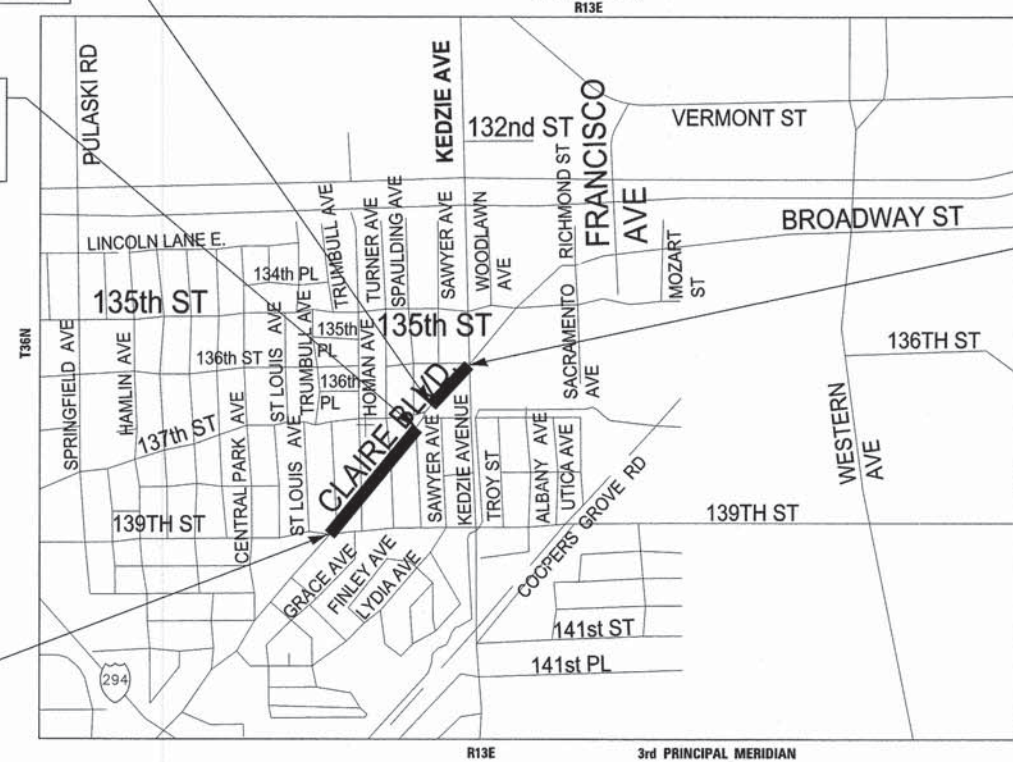 R13E
PULASKI RD
KEDZIE AVE
132nd ST
FRANCISCO
AVE
VERMONT ST
RICHMOND ST
BROADWAY ST
LINCOLN LANE E.
TRUMBULL AVE
TURNER AVE
SPAULDING AVE
SAWYER AVE
WOODLAWN
AVE
134th PL
MOZART
ST
135th ST
ST LOUIS AVE
TRUMBULL AVE
135th
PL
135th ST
HOMAN AVE
SACRAMENTO
AVE
T36N
SPRINGFIELD AVE
HAMLIN AVE
136th ST
136th
PL
136TH ST
CLAIRE BLVD.
137th ST
CENTRAL PARK AVE
ST LOUIS AVE
SAWYER AVE
KEDZIE AVENUE
TROY ST
ALBANY AVE
UTICA AVE
WESTERN
AVE
139TH ST
139TH ST
COOPERS GROVE RD
GRACE AVE
FINLEY AVE
LYDIA AVE
141st ST
141st PL
294
R13E
3rd PRINCIPAL MERIDIAN